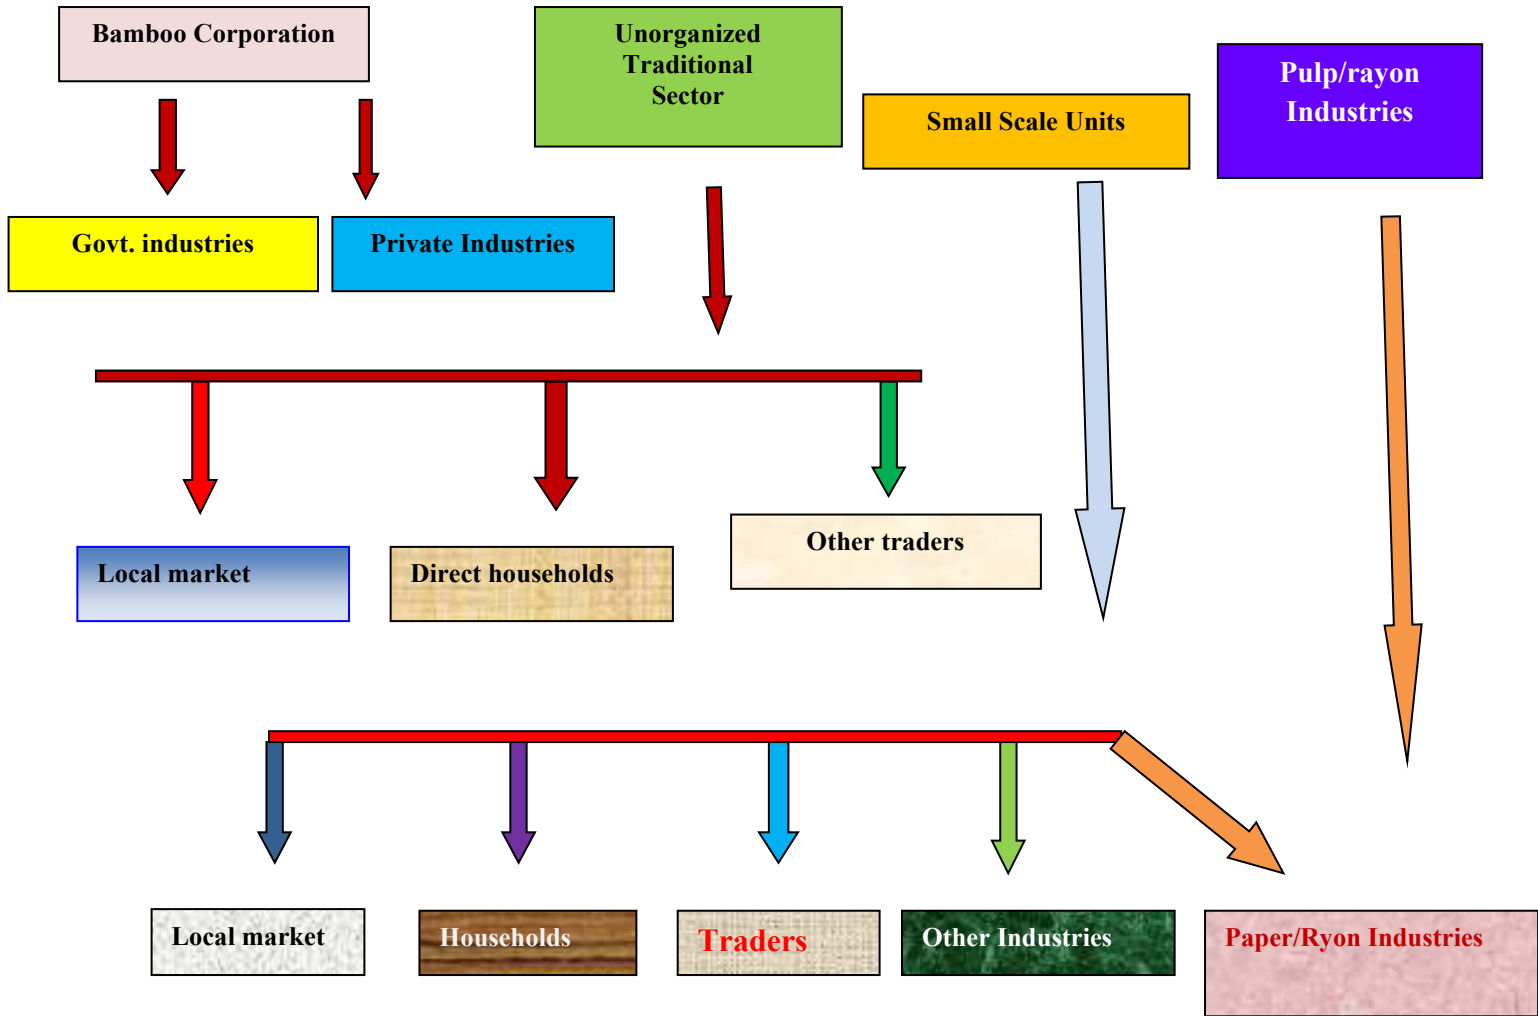 Bamboo Corporation
Unorganized
Traditional
Sector
Small Scale Units
Pulp/rayon
Industries
Govt. industries
Private Industries
Local market
Direct households
Other traders
Local market
Households
Traders
Other Industries
Paper/Ryon Industries